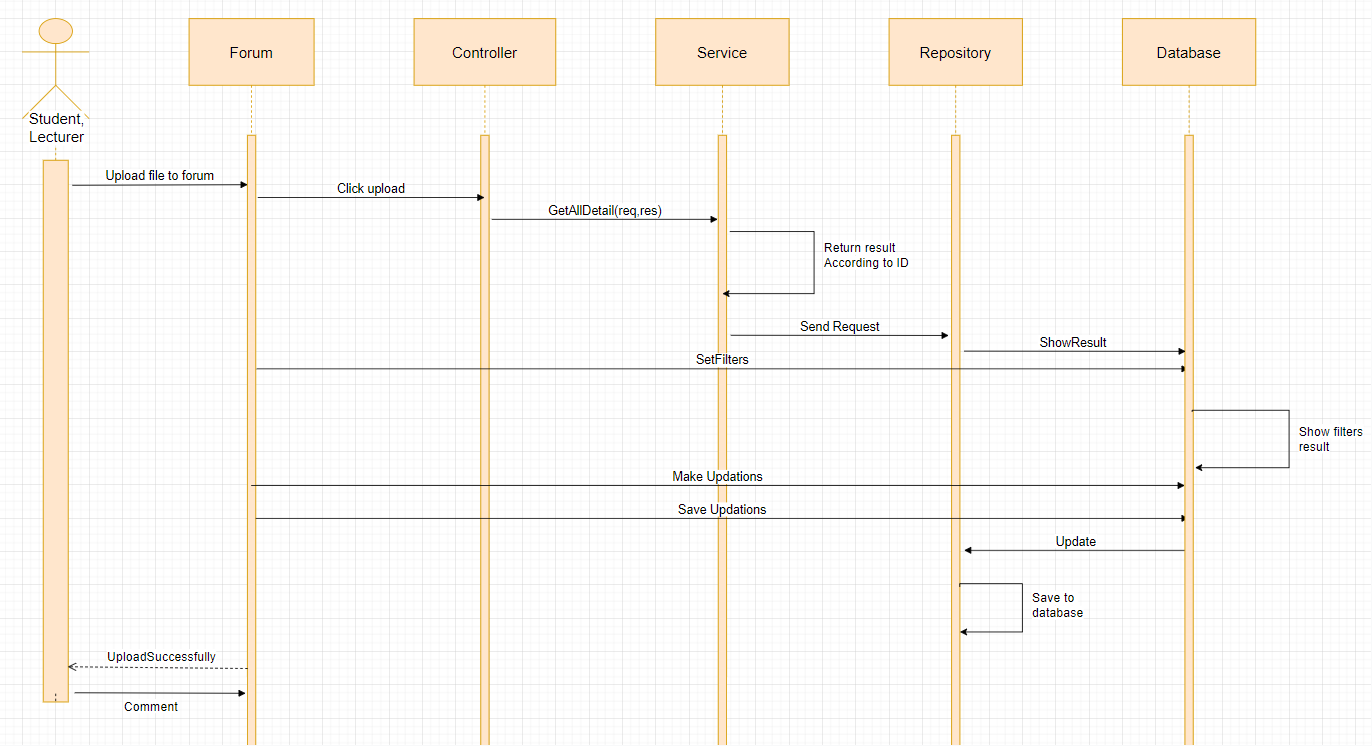 Forum
Controller
Service
Repository
Database
Student,
Lecturer
Upload file to forum
Click upload
GetAllDetail(req,res)
Return result
According to ID
Send Request
ShowResult
SetFilters
Show filters
result
Make Updations
Save Updations
Update
Save to
database
UploadSuccessfully
Comment